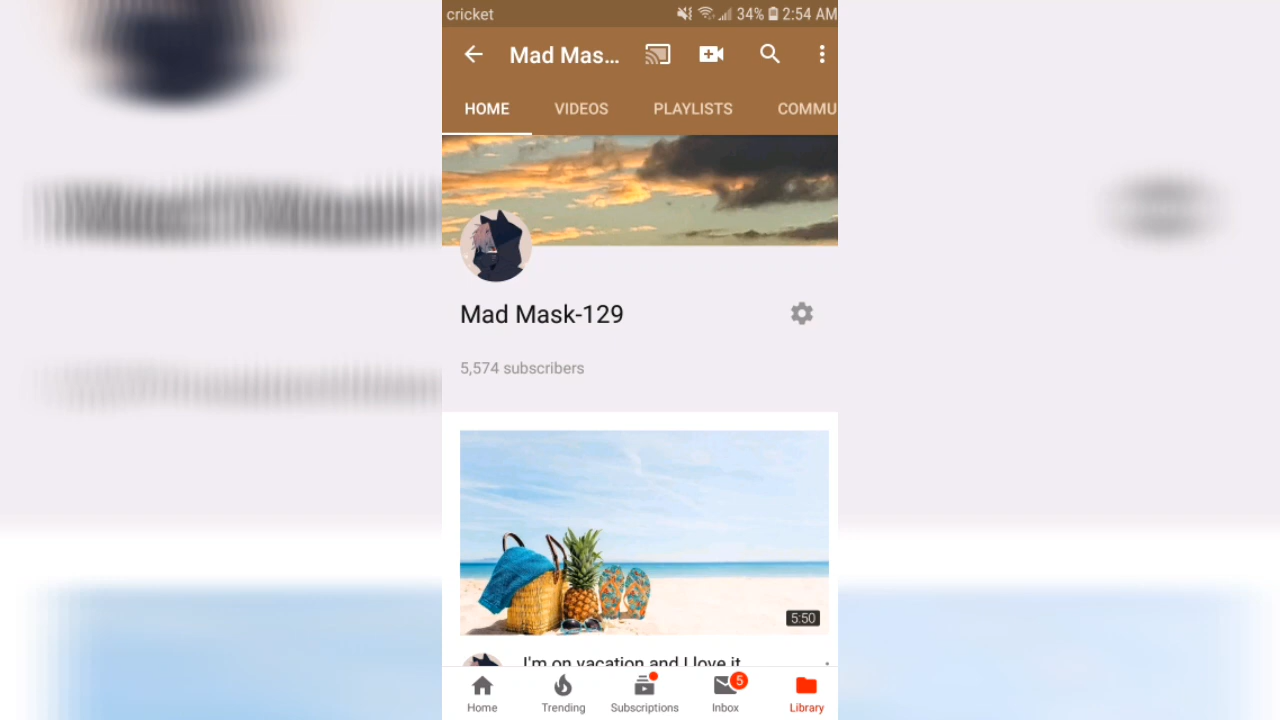 cricket 34% 2:54 AM
Mad Mas...
HOME VIDEOS PLAYLISTS COMMU
Mad Mask-129
5,574 subscribers
5:50
I'm on vacation and I love it
5
Home Trending Subscriptions Inbox Library